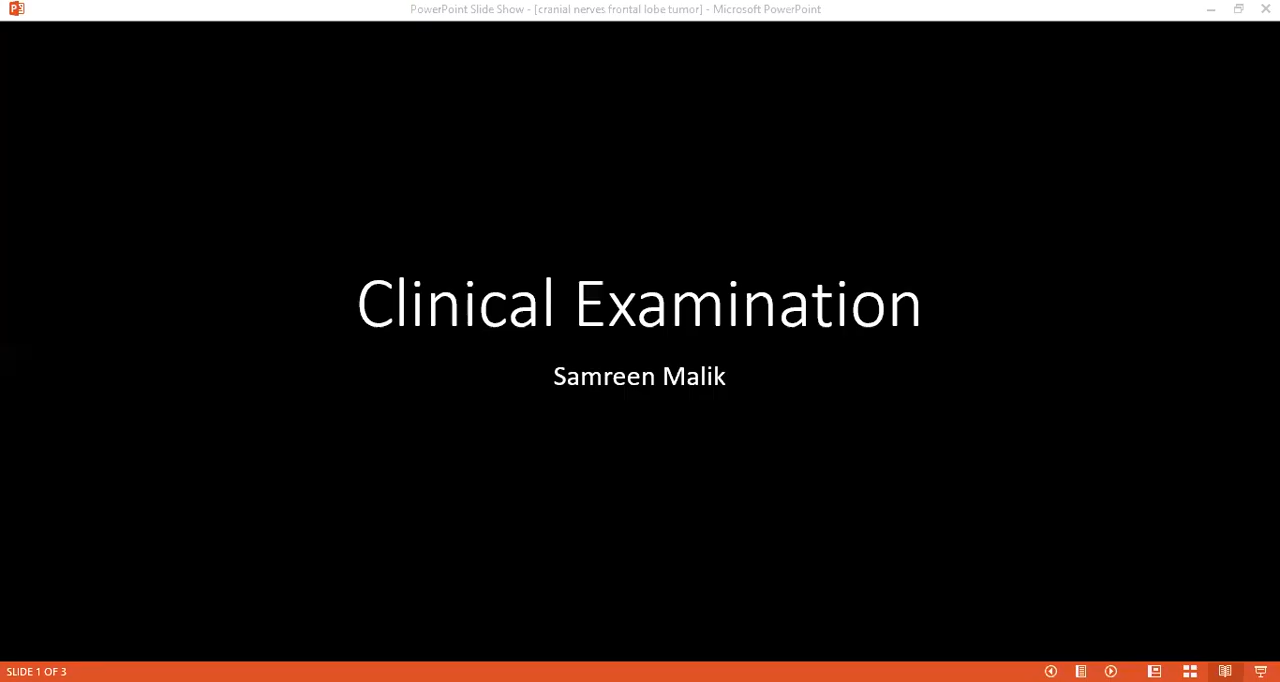 PowerPoint Slide Show - [cranial nerves frontal lobe tumor] - Microsoft PowerPoint
Clinical Examination
Samreen Malik
SLIDE 1 OF 3